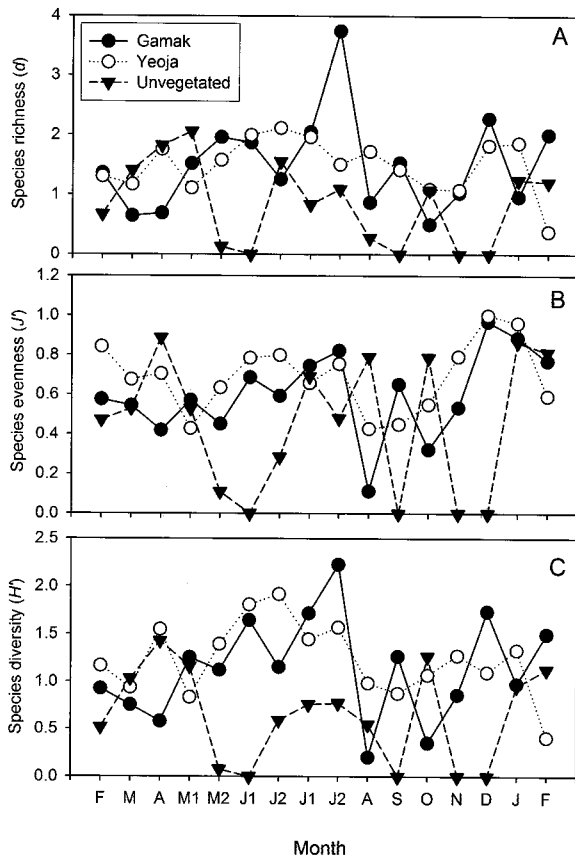 A
Gamak
Yeoja
Unvegetated
Species richness (d)
4
3
2
1
0
B
Species evenness (J')
1.2
1.0
0.8
0.6
0.4
0.2
0.0
C
Species diversity (H')
2.5
2.0
1.5
1.0
0.5
0.0
F M A M1 M2 J1 J2 J1 J2 A S O N D J F
Month